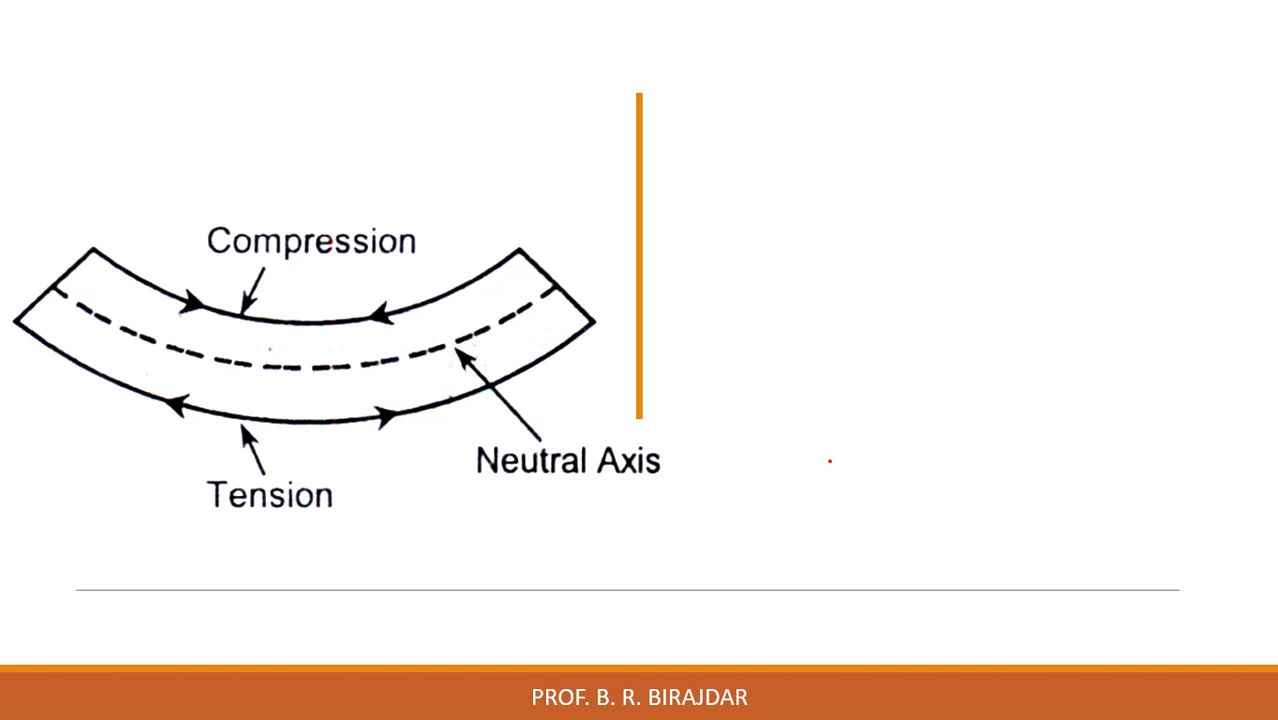 Compression
Neutral Axis
Tension
PROF. B. R. BIRAJDAR